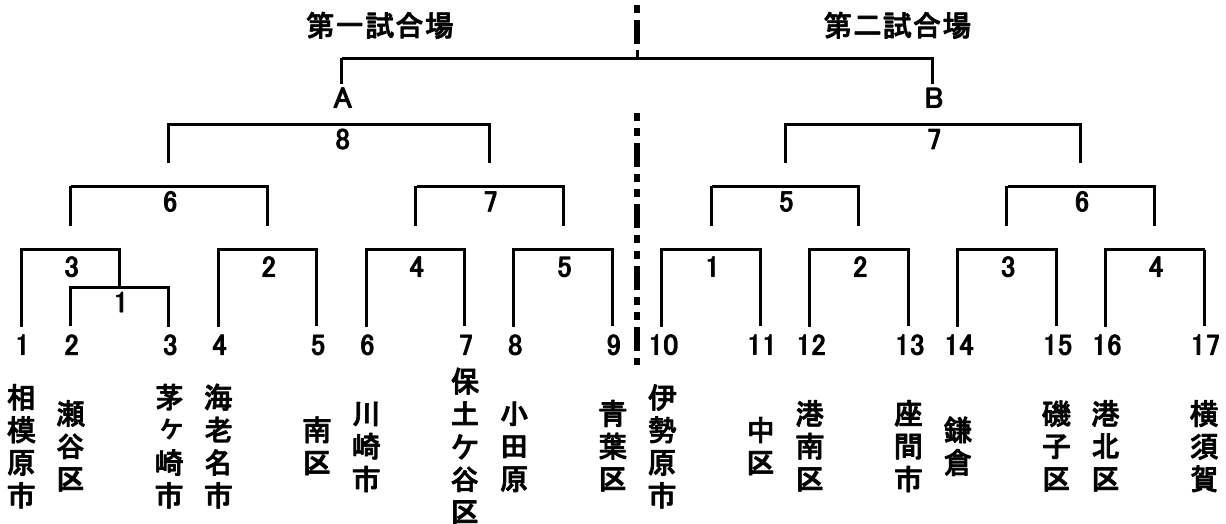 第一試合場 第二試合場
A B
8 7
6 7 5 6
3 2 4 5 1 2 3 4
1
1 2 3 4 5 6 7 8 9 10 11 12 13 14 15 16 17
相模原市
瀬谷区
茅ヶ崎市
海老名市
南区
川崎市
保土ケ谷区
小田原
青葉区
伊勢原市
中区
港南区
座間市
鎌倉
磯子区
港北区
横須賀